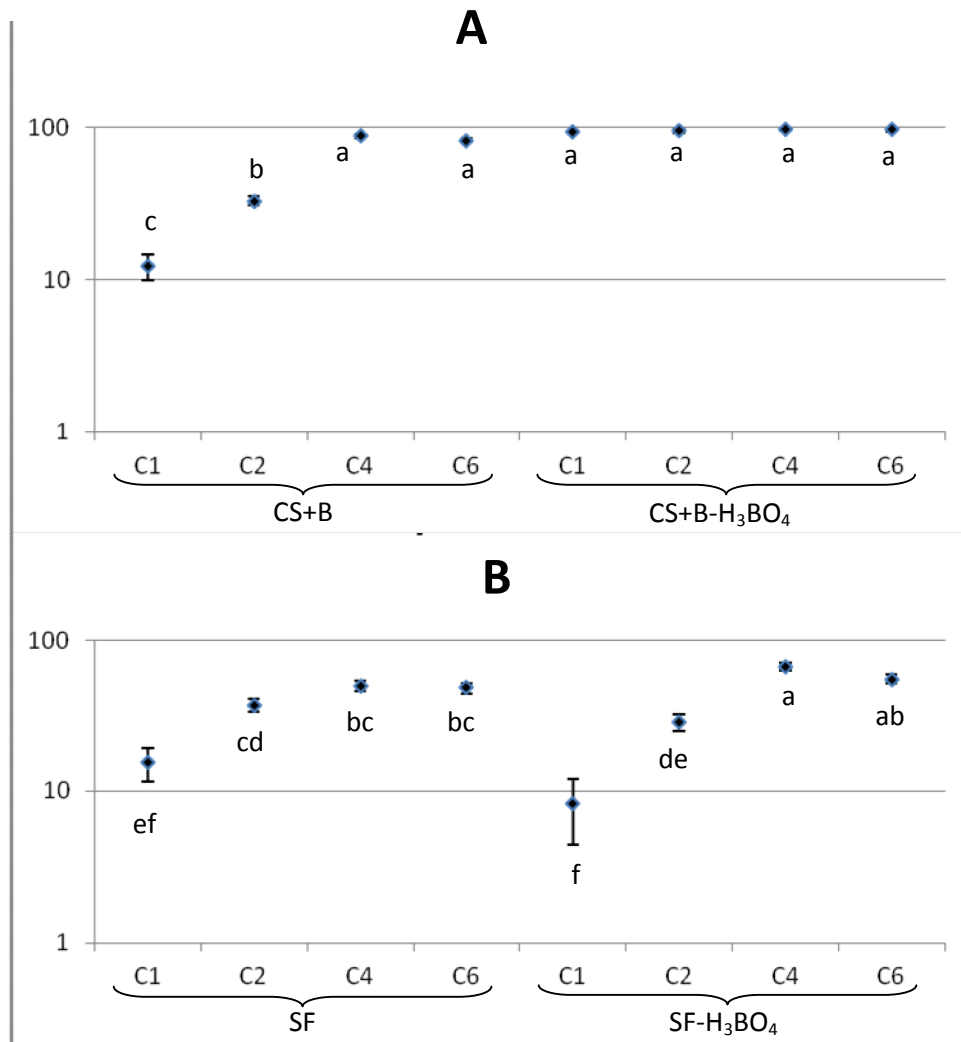 A
100
a
b
a
a
a
a
a
c
10
1
C1 C2 C4 C6 C1 C2 C4 C6
CS+B CS+B-H₃BO₄
B
100
a
bc bc ab
cd
de
10
ef
f
1
C1 C2 C4 C6 C1 C2 C4 C6
SF SF-H₃BO₄